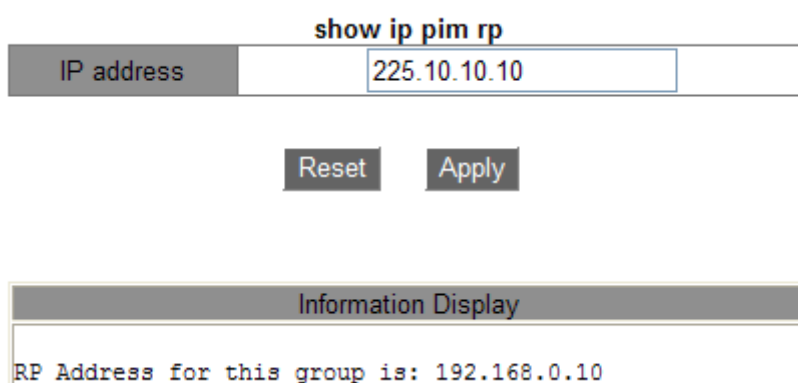 show ip pim rp
IP address 225.10.10.10
Reset Apply
Information Display
RP Address for this group is: 192.168.0.10